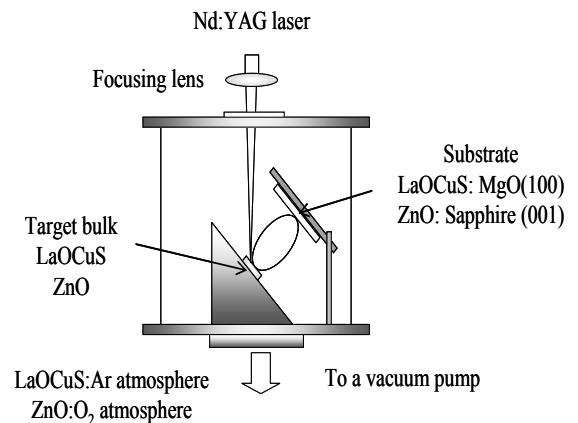 Nd:YAG laser
Focusing lens
Substrate
LaOCuS: MgO(100)
ZnO: Sapphire (001)
Target bulk
LaOCuS
ZnO
LaOCuS:Ar atmosphere
ZnO:O₂ atmosphere
To a vacuum pump